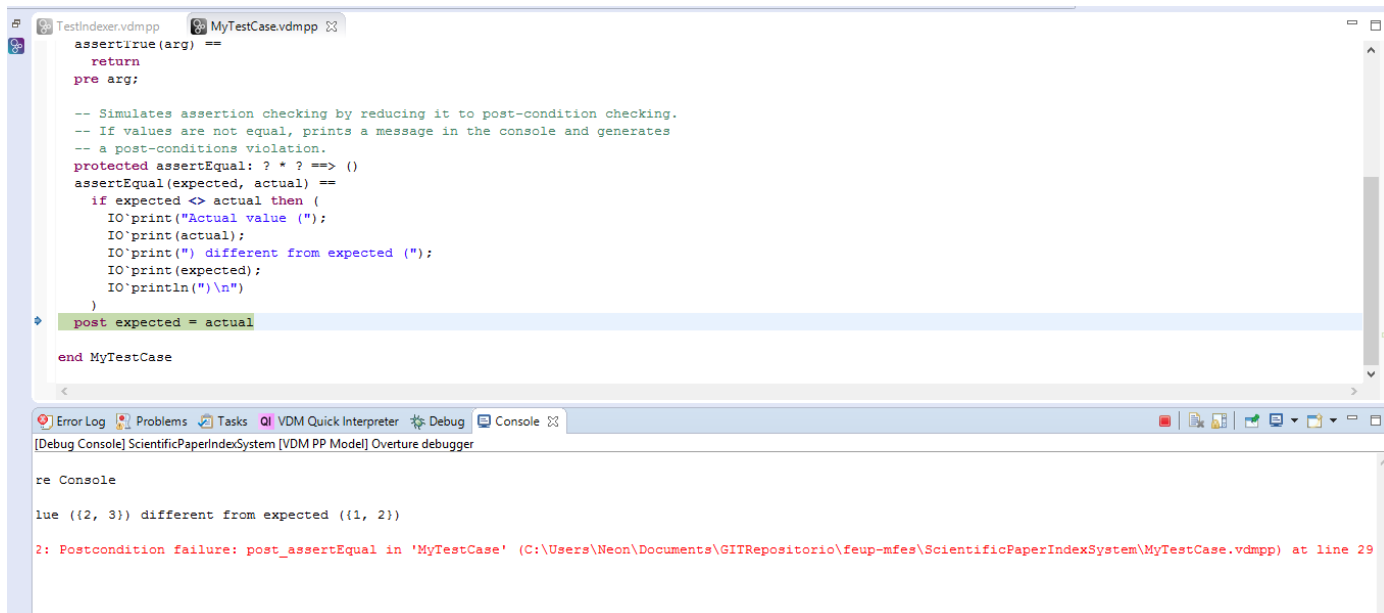 TestIndexer.vdmpp MyTestCase.vdmpp
assertTrue(arg) ==
return
pre arg;
-- Simulates assertion checking by reducing it to post-condition checking.
-- If values are not equal, prints a message in the console and generates
-- a post-conditions violation.
protected assertEqual: ? * ? ==> ()
assertEqual(expected, actual) ==
if expected <> actual then (
IO`print("Actual value (");
IO`print(actual);
IO`print(") different from expected (");
IO`print(expected);
IO`println(")\n")
)
post expected = actual
end MyTestCase
Error Log Problems Tasks QI VDM Quick Interpreter Debug Console
[Debug Console] ScientificPaperIndexSystem [VDM PP Model] Overture debugger
re Console
lue ({2, 3}) different from expected ({1, 2})
2: Postcondition failure: post_assertEqual in 'MyTestCase' (C:\Users\Neon\Documents\GITRepositorio\feup-mfes\ScientificPaperIndexSystem\MyTestCase.vdmpp) at line 29